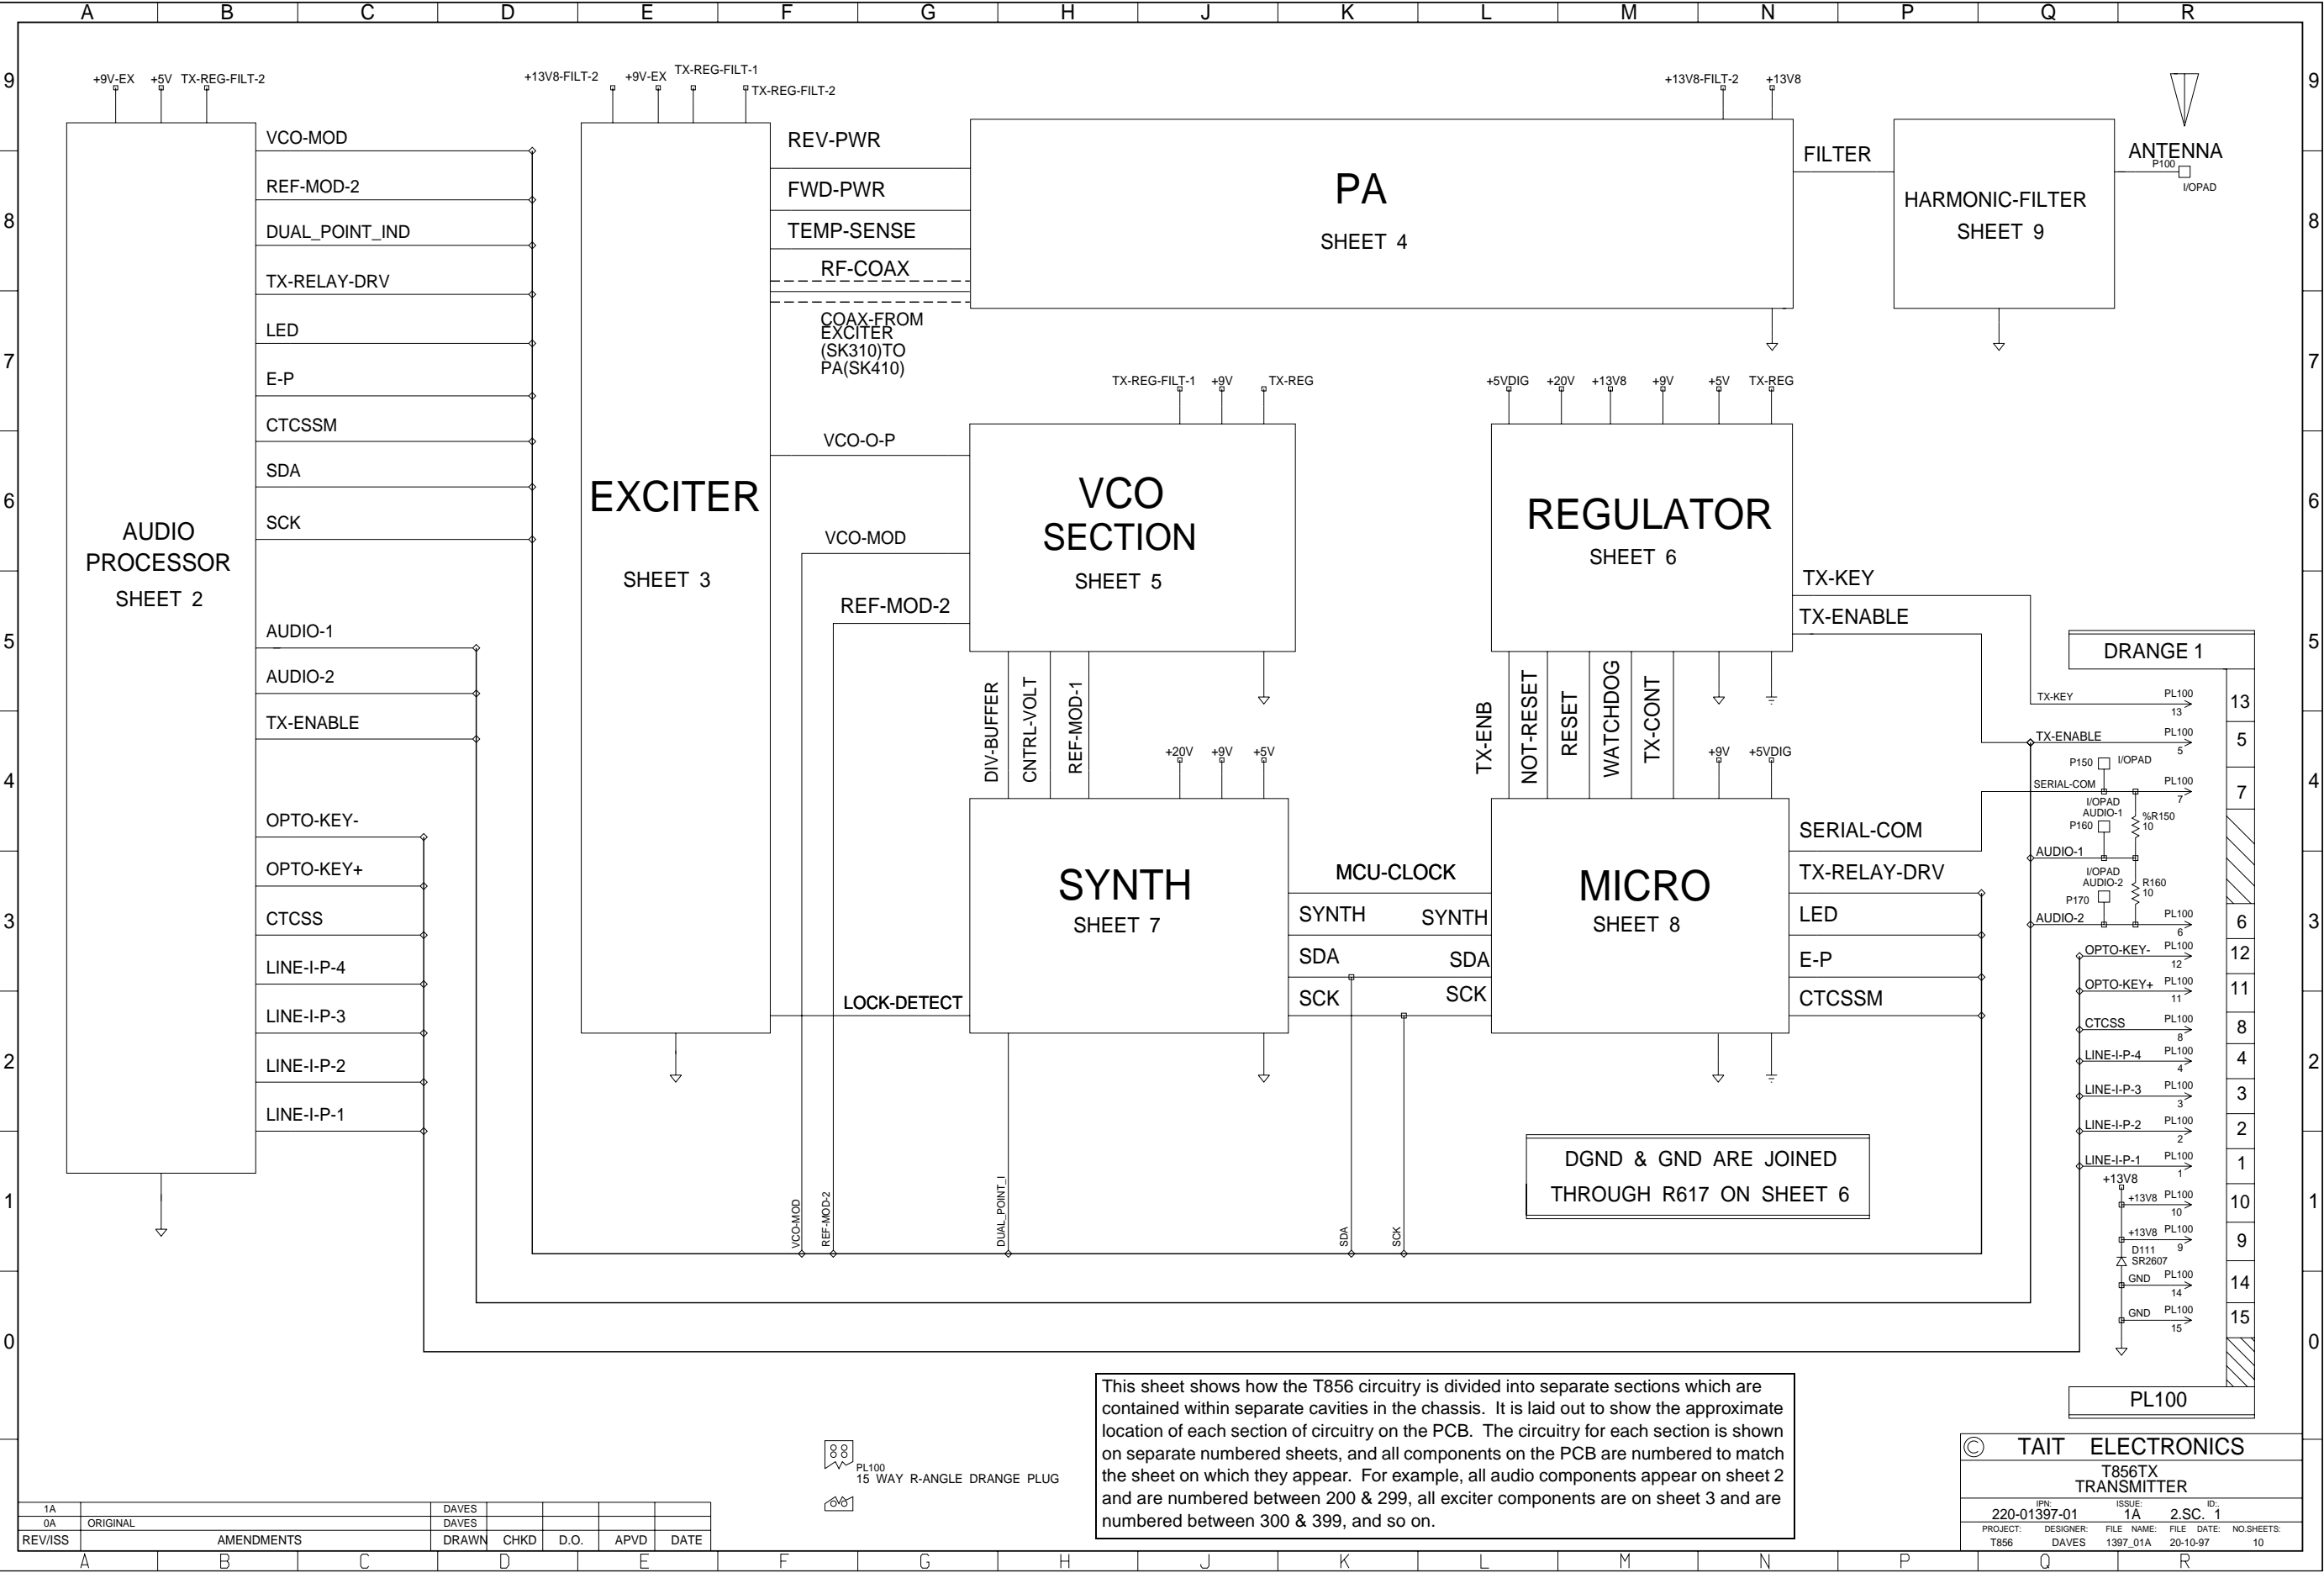 A B C D E F G H J K L M N P Q R
9 9
8 8
7 7
6 6
5 5
4 4
3 3
2 2
1 1
0 0
+9V-EX +5V TX-REG-FILT-2
AUDIO
PROCESSOR
SHEET 2
VCO-MOD
REF-MOD-2
DUAL_POINT_IND
TX-RELAY-DRV
LED
E-P
CTCSSM
SDA
SCK
AUDIO-1
AUDIO-2
TX-ENABLE
OPTO-KEY-
OPTO-KEY+
CTCSS
LINE-I-P-4
LINE-I-P-3
LINE-I-P-2
LINE-I-P-1
+13V8-FILT-2 +9V-EX TX-REG-FILT-1
TX-REG-FILT-2
EXCITER
SHEET 3
REV-PWR
FWD-PWR
TEMP-SENSE
RF-COAX
COAX-FROM
EXCITER
(SK310)TO
PA(SK410)
VCO-O-P
VCO-MOD
REF-MOD-2
LOCK-DETECT
+13V8-FILT-2 +13V8
PA
SHEET 4
FILTER
HARMONIC-FILTER
SHEET 9
ANTENNA
P100
I/OPAD
TX-REG-FILT-1 +9V TX-REG
VCO
SECTION
SHEET 5
+5VDIG +20V +13V8 +9V +5V TX-REG
REGULATOR
SHEET 6
TX-KEY
TX-ENABLE
DIV-BUFFER
CNTRL-VOLT
REF-MOD-1
+20V +9V +5V
SYNTH
SHEET 7
TX-ENB
NOT-RESET
RESET
WATCHDOG
TX-CONT
+9V +5VDIG
MICRO
SHEET 8
MCU-CLOCK
SYNTH SYNTH
SDA SDA
SCK SCK
SERIAL-COM
TX-RELAY-DRV
LED
E-P
CTCSSM
VCO-MOD
REF-MOD-2
DUAL_POINT_I
SDA
SCK
DGND & GND ARE JOINED
THROUGH R617 ON SHEET 6
DRANGE 1
TX-KEY PL100 13
13
TX-ENABLE PL100 5
5
P150 I/OPAD
SERIAL-COM PL100 7
7
I/OPAD
AUDIO-1
P160
%R150
10
AUDIO-1
I/OPAD
AUDIO-2
P170
R160
10
AUDIO-2 PL100 6
6
OPTO-KEY- PL100 12
12
OPTO-KEY+ PL100 11
11
CTCSS PL100 8
8
LINE-I-P-4 PL100 4
4
LINE-I-P-3 PL100 3
3
LINE-I-P-2 PL100 2
2
LINE-I-P-1 PL100 1
1
+13V8
+13V8 PL100 10
10
+13V8 PL100 9
9
D111
SR2607
GND PL100 14
14
GND PL100 15
15
PL100
PL100
15 WAY R-ANGLE DRANGE PLUG
This sheet shows how the T856 circuitry is divided into separate sections which are
contained within separate cavities in the chassis. It is laid out to show the approximate
location of each section of circuitry on the PCB. The circuitry for each section is shown
on separate numbered sheets, and all components on the PCB are numbered to match
the sheet on which they appear. For example, all audio components appear on sheet 2
and are numbered between 200 & 299, all exciter components are on sheet 3 and are
numbered between 300 & 399, and so on.
© TAIT ELECTRONICS
T856TX
TRANSMITTER
IPN: ISSUE: ID:.
220-01397-01 1A 2.SC. 1
PROJECT: DESIGNER: FILE NAME: FILE DATE: NO.SHEETS:
T856 DAVES 1397_01A 20-10-97 10
1A DAVES
0A ORIGINAL DAVES
REV/ISS AMENDMENTS DRAWN CHKD D.O. APVD DATE
A B C D E F G H J K L M N P Q R